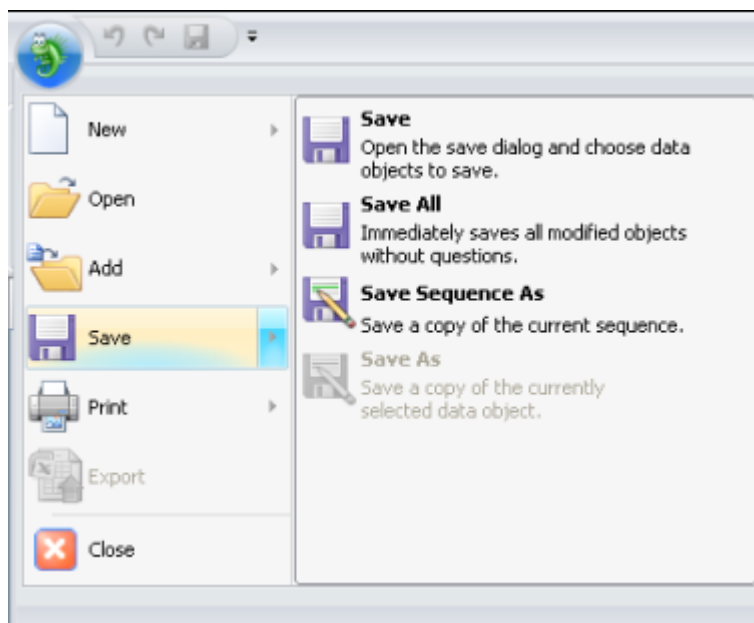 New
Open
Add
Save
Print
Export
Close
Save
Open the save dialog and choose data
objects to save.
Save All
Immediately saves all modified objects
without questions.
Save Sequence As
Save a copy of the current sequence.
Save As
Save a copy of the currently
selected data object.